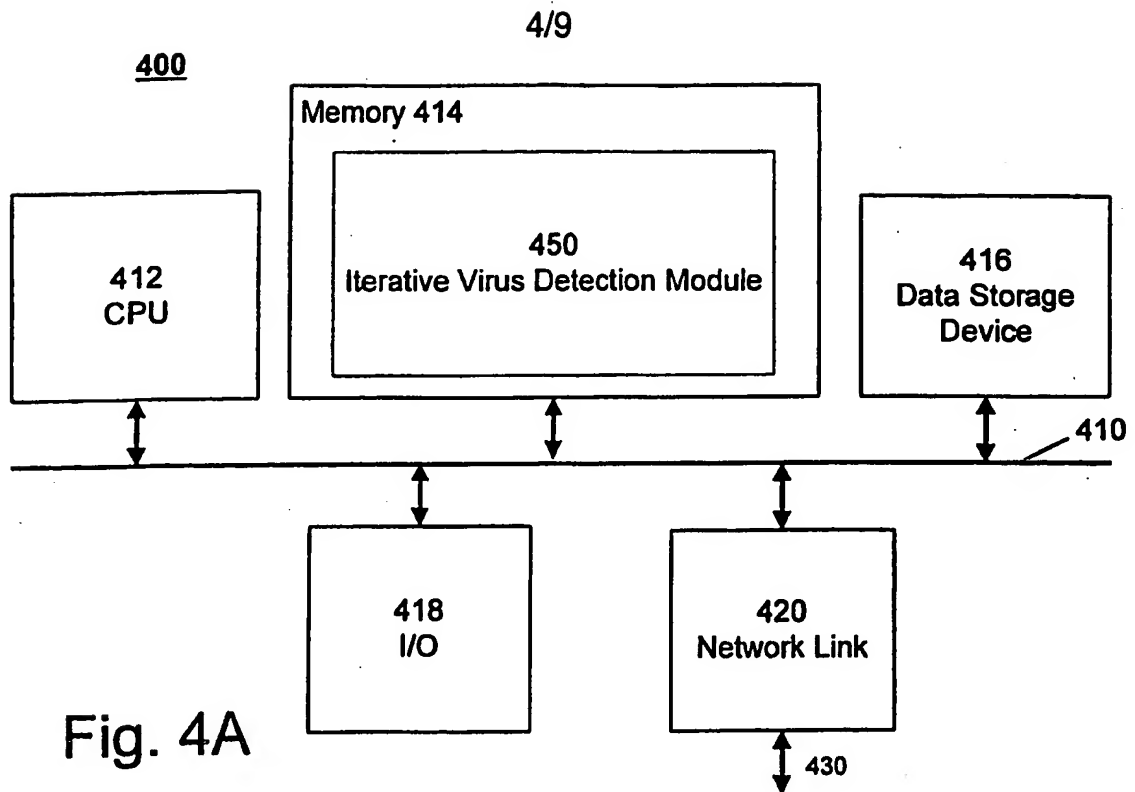 4/9
400
Memory 414
450
Iterative Virus Detection Module
412
CPU
416
Data Storage
Device
410
418
I/O
420
Network Link
430
Fig. 4A